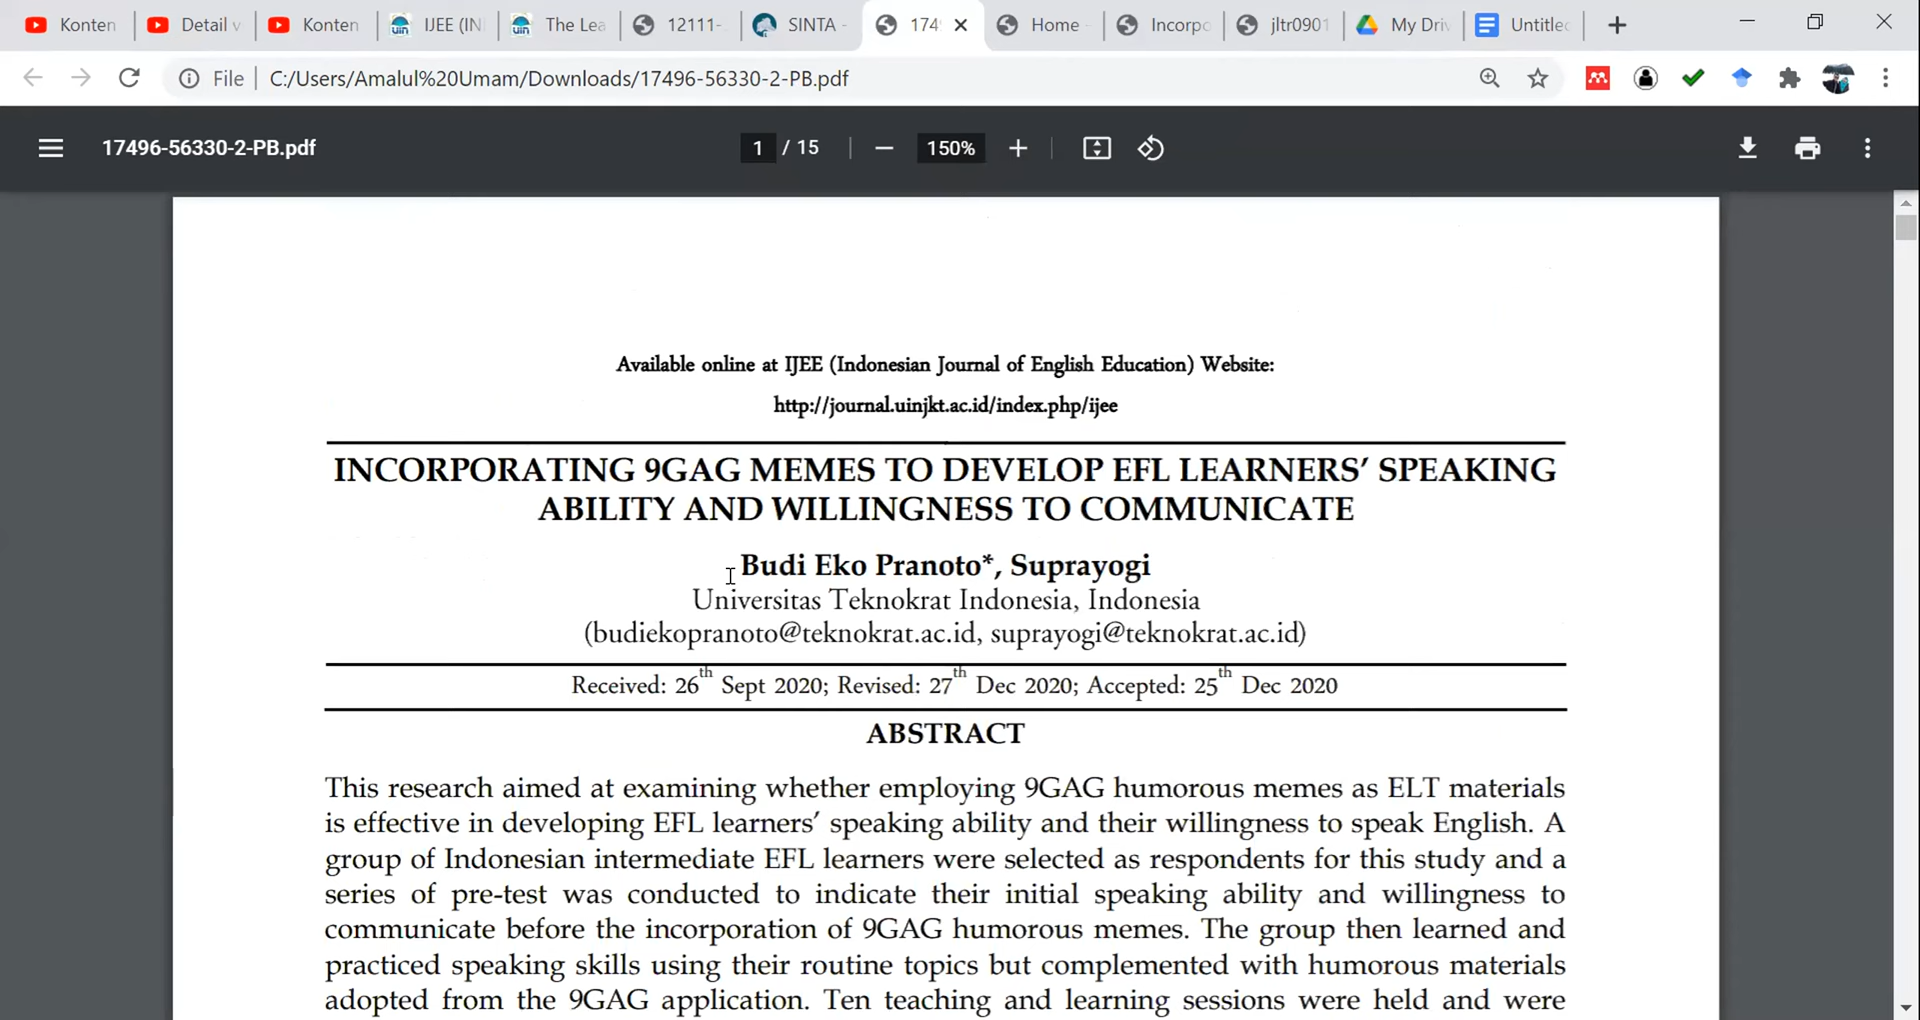 Konten
Detail v
Konten
IJEE (IN
The Lea
12111-
SINTA -
174
Home
Incorpo
jltr0901
My Driv
Untitled
File
C:/Users/Amalul%20Umam/Downloads/17496-56330-2-PB.pdf
17496-56330-2-PB.pdf
1 / 15
150%
Available online at IJEE (Indonesian Journal of English Education) Website:
http://journal.uinjkt.ac.id/index.php/ijee
INCORPORATING 9GAG MEMES TO DEVELOP EFL LEARNERS’ SPEAKING
ABILITY AND WILLINGNESS TO COMMUNICATE
Budi Eko Pranoto*, Suprayogi
Universitas Teknokrat Indonesia, Indonesia
(budiekopranoto@teknokrat.ac.id, suprayogi@teknokrat.ac.id)
Received: 26th Sept 2020; Revised: 27th Dec 2020; Accepted: 25th Dec 2020
ABSTRACT
This research aimed at examining whether employing 9GAG humorous memes as ELT materials
is effective in developing EFL learners’ speaking ability and their willingness to speak English. A
group of Indonesian intermediate EFL learners were selected as respondents for this study and a
series of pre-test was conducted to indicate their initial speaking ability and willingness to
communicate before the incorporation of 9GAG humorous memes. The group then learned and
practiced speaking skills using their routine topics but complemented with humorous materials
adopted from the 9GAG application. Ten teaching and learning sessions were held and were